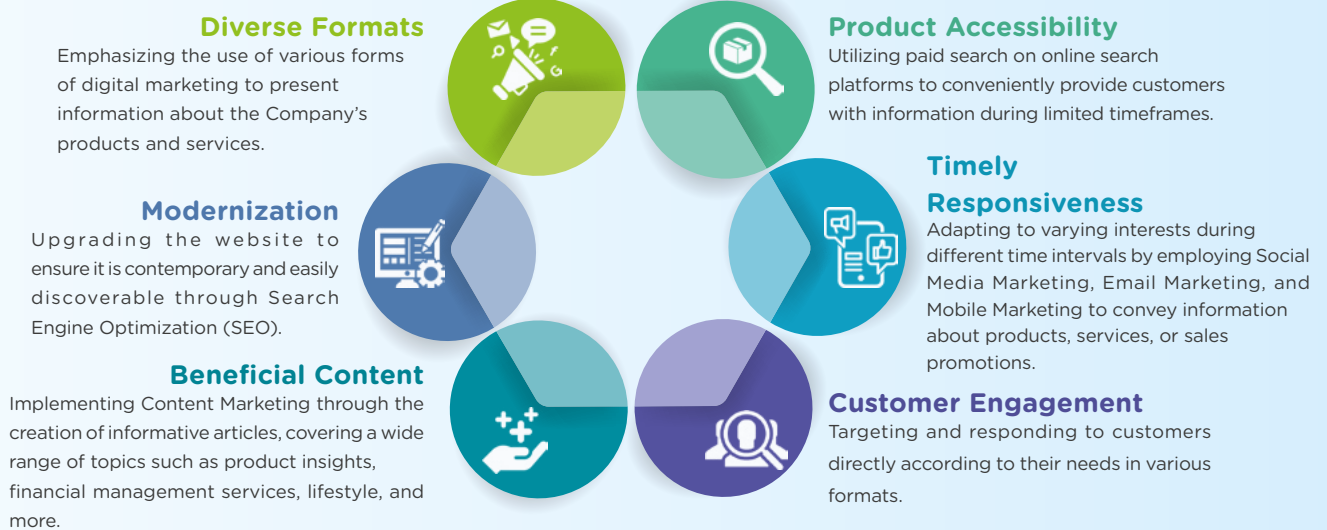 Diverse Formats
Emphasizing the use of various forms
of digital marketing to present
information about the Company’s
products and services.
Product Accessibility
Utilizing paid search on online search
platforms to conveniently provide customers
with information during limited timeframes.
Modernization
Upgrading the website to
ensure it is contemporary and easily
discoverable through Search
Engine Optimization (SEO).
Timely
Responsiveness
Adapting to varying interests during
different time intervals by employing Social
Media Marketing, Email Marketing, and
Mobile Marketing to convey information
about products, services, or sales
promotions.
Beneficial Content
Implementing Content Marketing through the
creation of informative articles, covering a wide
range of topics such as product insights,
financial management services, lifestyle, and
more.
Customer Engagement
Targeting and responding to customers
directly according to their needs in various
formats.